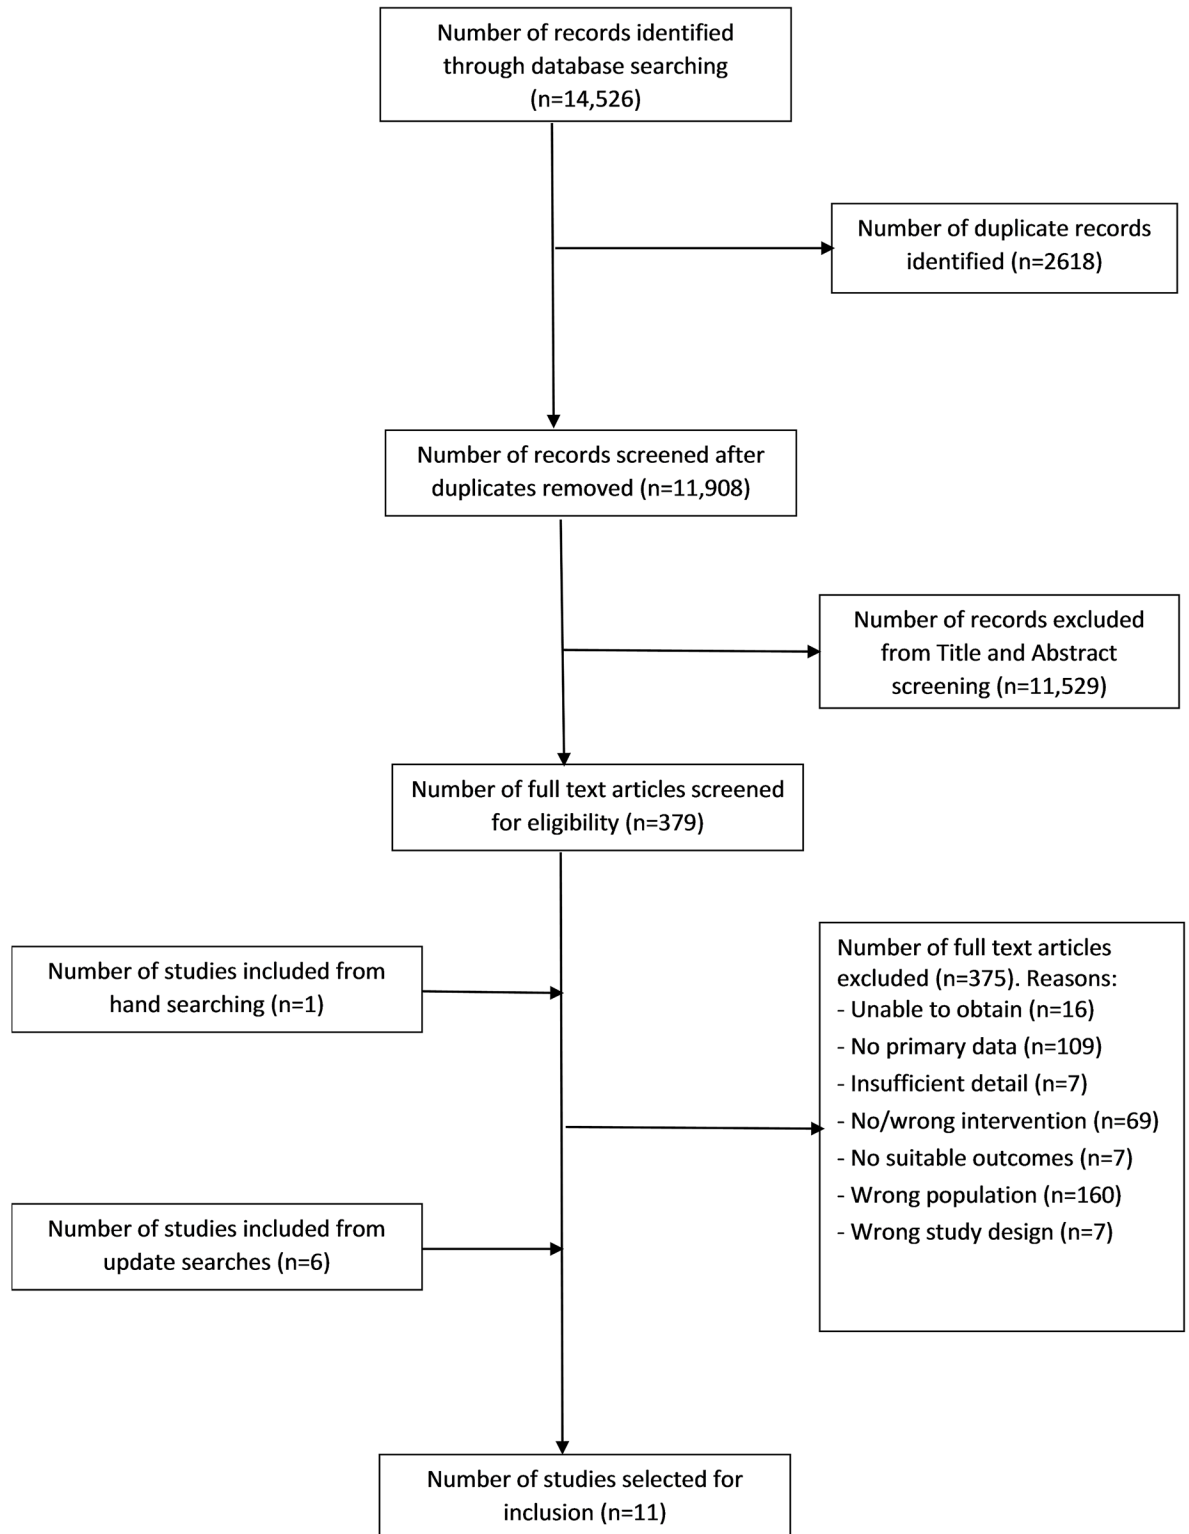 Number of records identified
through database searching
(n=14,526)
Number of duplicate records
identified (n=2618)
Number of records screened after
duplicates removed (n=11,908)
Number of records excluded
from Title and Abstract
screening (n=11,529)
Number of full text articles screened
for eligibility (n=379)
Number of studies included from
hand searching (n=1)
Number of full text articles
excluded (n=375). Reasons:
- Unable to obtain (n=16)
- No primary data (n=109)
- Insufficient detail (n=7)
- No/wrong intervention (n=69)
- No suitable outcomes (n=7)
- Wrong population (n=160)
- Wrong study design (n=7)
Number of studies included from
update searches (n=6)
Number of studies selected for
inclusion (n=11)